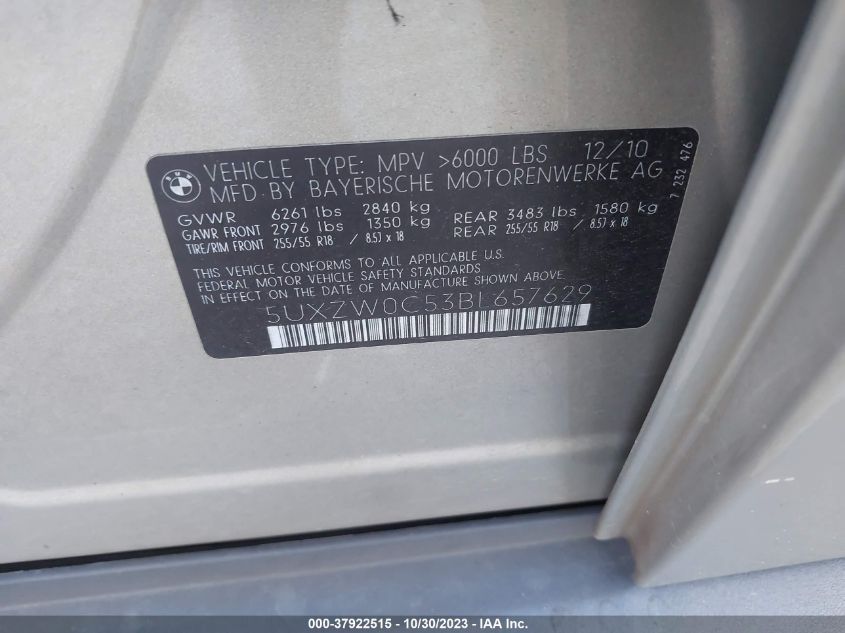 BMW
VEHICLE TYPE: MPV >6000 LBS 12/10
MFD BY BAYERISCHE MOTORENWERKE AG
GVWR 6261 lbs 2840 kg
GAWR FRONT 2976 lbs 1350 kg REAR 3483 lbs 1580 kg
TIRE/RIM FRONT 255/55 R18 / 8.5J x 18 REAR 255/55 R18 / 8.5J x 18
THIS VEHICLE CONFORMS TO ALL APPLICABLE U.S.
FEDERAL MOTOR VEHICLE SAFETY STANDARDS
IN EFFECT ON THE DATE OF MANUFACTURE SHOWN ABOVE.
5UXZW0C53BL657629
7 232 476
000-37922515 - 10/30/2023 - IAA Inc.